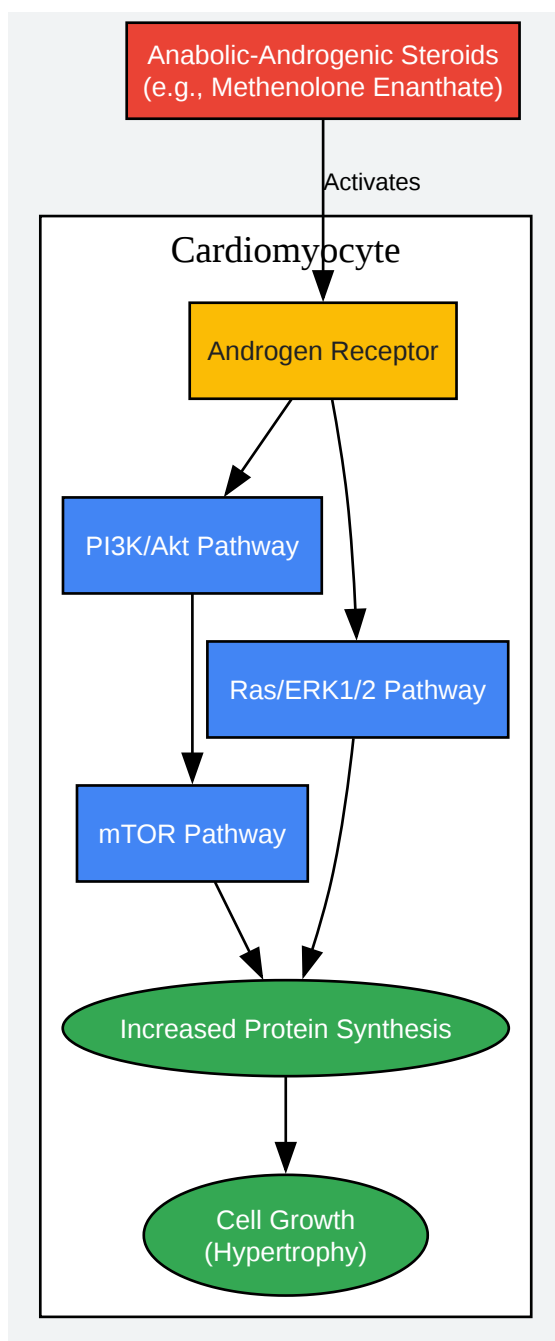 Anabolic-Androgenic Steroids
(e.g., Methenolone Enanthate)
Activates
Cardiomyocyte
Androgen Receptor
PI3K/Akt Pathway
Ras/ERK1/2 Pathway
mTOR Pathway
Increased Protein Synthesis
Cell Growth
(Hypertrophy)